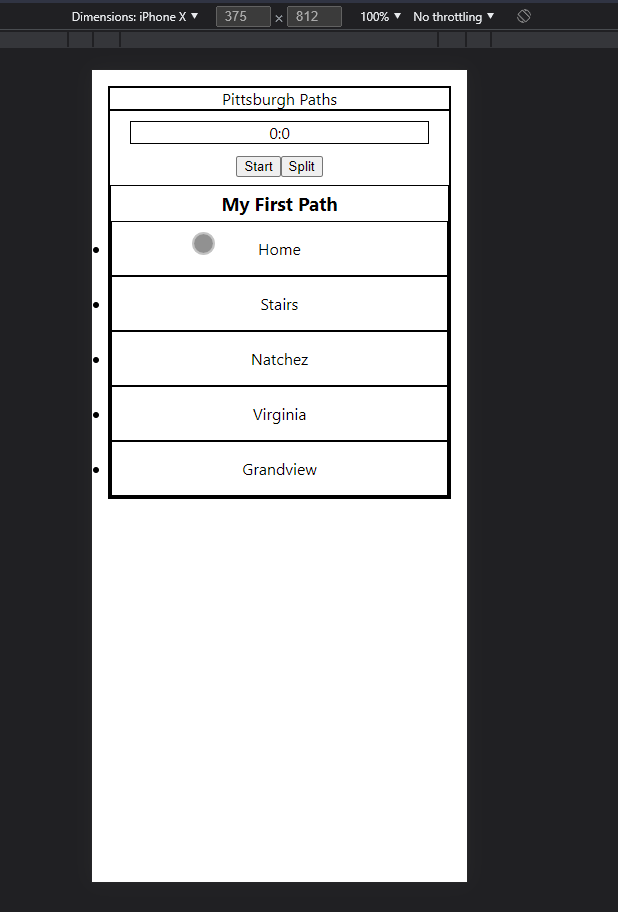 Dimensions: iPhone X ▼ 375 × 812 100% ▼ No throttling ▼
Pittsburgh Paths
0:0
Start Split
My First Path
• Home
• Stairs
• Natchez
• Virginia
• Grandview